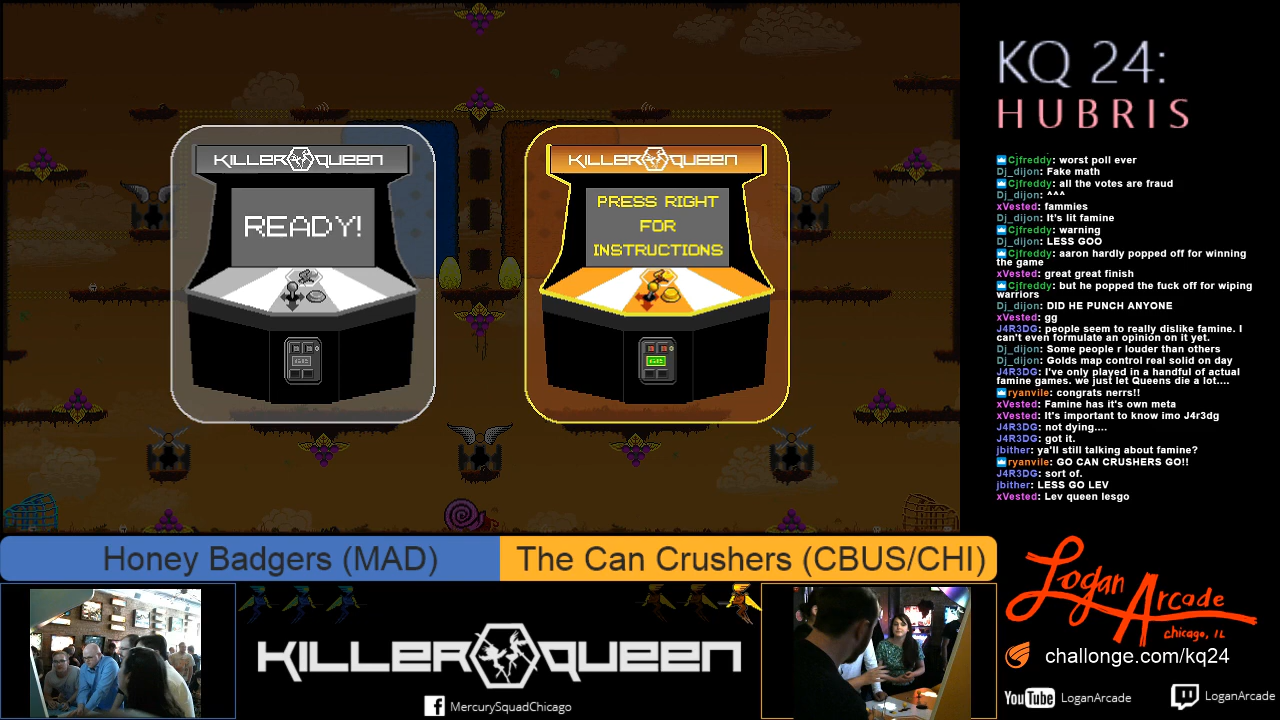 KILLER QUEEN
READY!
KILLER QUEEN
PRESS RIGHT
FOR
INSTRUCTIONS
KQ 24:
HUBRIS
Cjfreddy: worst poll ever
Dj_dijon: Fake math
Cjfreddy: all the votes are fraud
Dj_dijon: ^^^
xVested: fammies
Dj_dijon: It's lit famine
Cjfreddy: warning
Dj_dijon: LESS GOO
Cjfreddy: aaron hardly popped off for winning
the game
xVested: great great finish
Cjfreddy: but he popped the fuck off for wiping
warriors
Dj_dijon: DID HE PUNCH ANYONE
xVested: gg
J4R3DG: people seem to really dislike famine. I
can't even formulate an opinion on it yet.
Dj_dijon: Some people r louder than others
Dj_dijon: Golds map control real solid on day
J4R3DG: I've only played in a handful of actual
famine games. we just let Queens die a lot....
ryanvile: congrats nerrs!!
xVested: Famine has it's own meta
xVested: It's important to know imo J4r3dg
J4R3DG: not dying....
J4R3DG: got it.
jbither: ya'll still talking about famine?
ryanvile: GO CAN CRUSHERS GO!!
J4R3DG: sort of.
jbither: LESS GO LEV
xVested: Lev queen lesgo
Honey Badgers (MAD)
The Can Crushers (CBUS/CHI)
KILLER QUEEN
MercurySquadChicago
Logan
Arcade
chicago, IL
challonge.com/kq24
YouTube LoganArcade
LoganArcade